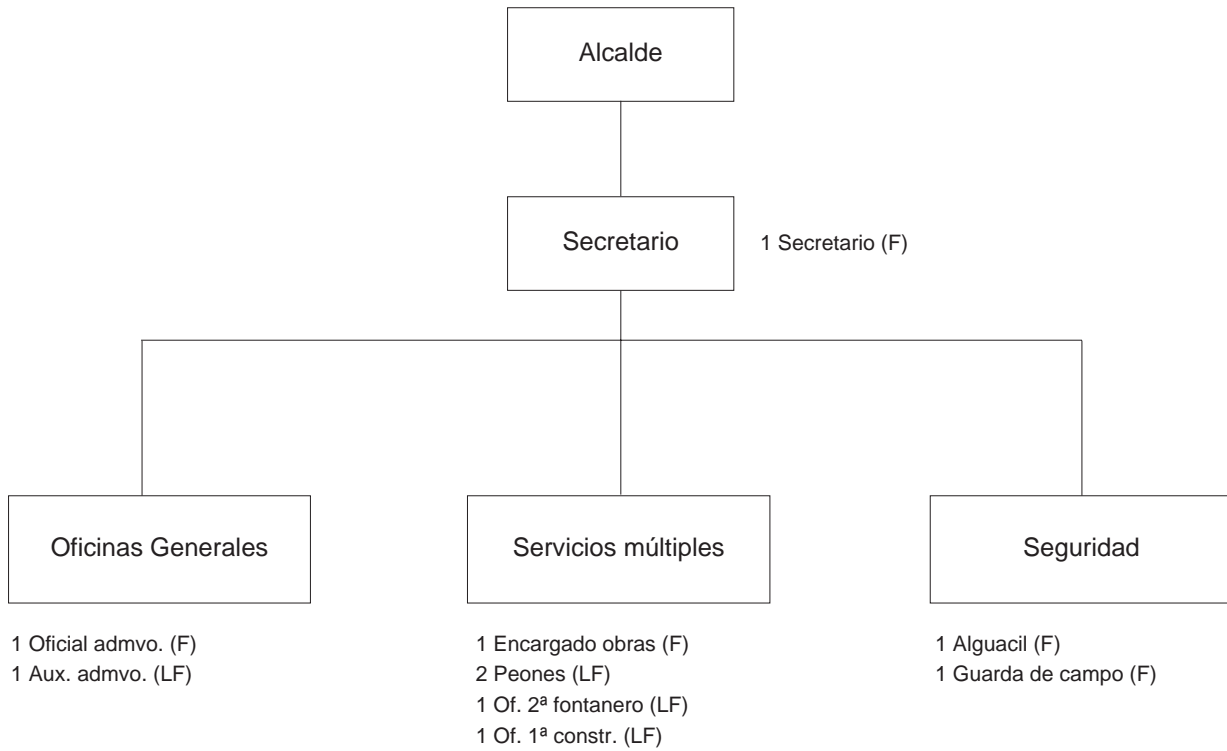 Alcalde
Secretario
1 Secretario (F)
Oficinas Generales
1 Oficial admvo. (F)
1 Aux. admvo. (LF)
Servicios múltiples
1 Encargado obras (F)
2 Peones (LF)
1 Of. 2ª fontanero (LF)
1 Of. 1ª constr. (LF)
Seguridad
1 Alguacil (F)
1 Guarda de campo (F)